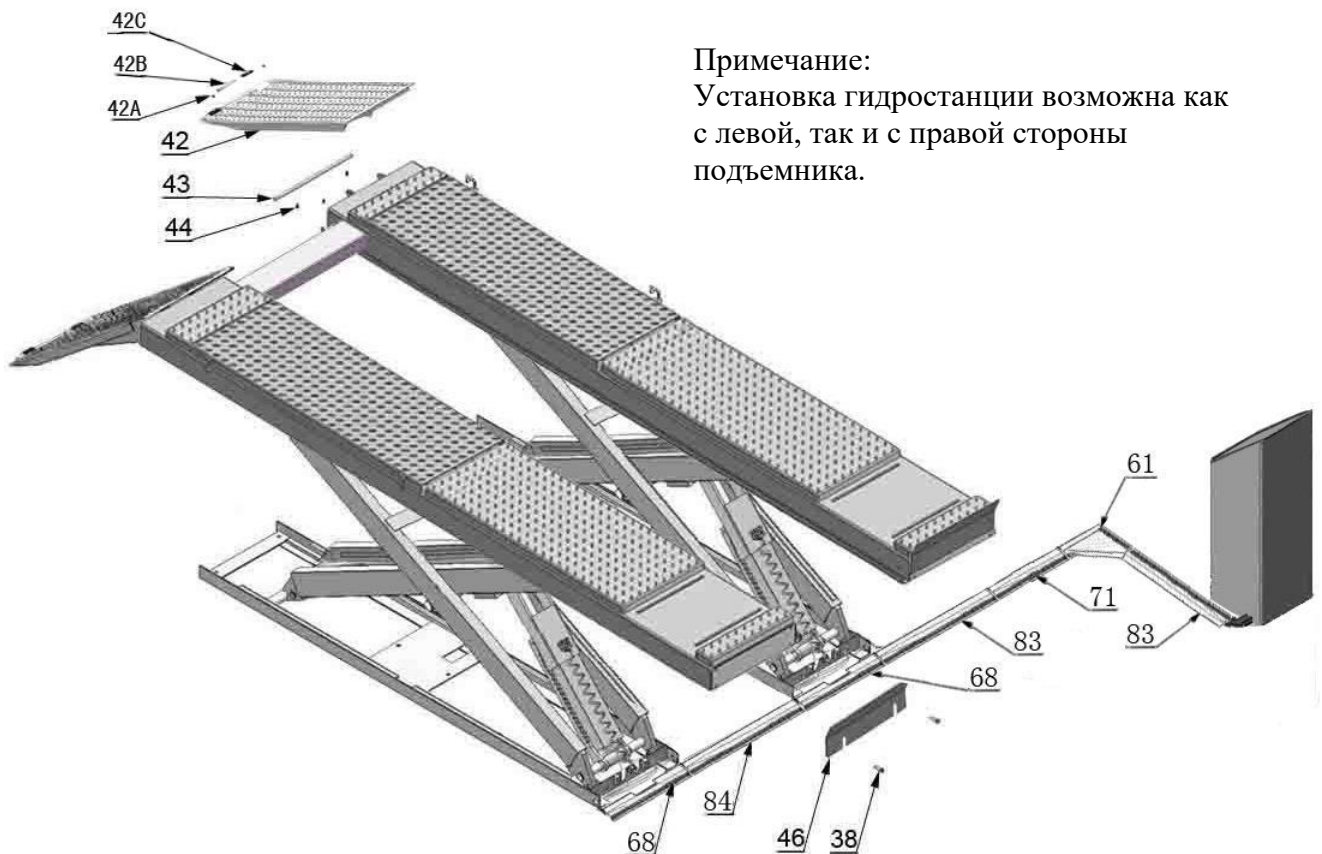 42C
42B
42A
42
43
44
Примечание:
Установка гидростанции возможна как
с левой, так и с правой стороны
подъемника.
61
71
83
83
68
84
68
46
38